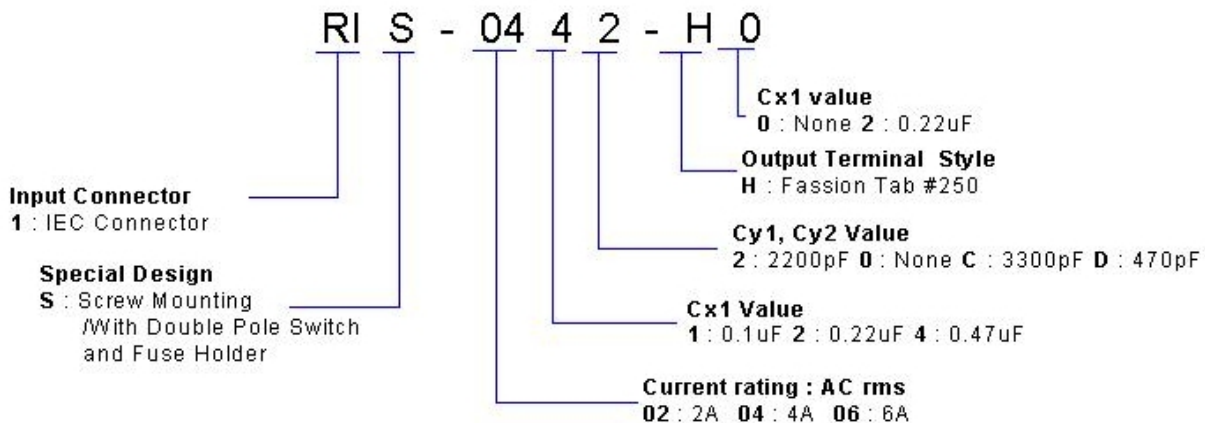 RI S - 04 4 2 - H 0
Cx1 value
0 : None 2 : 0.22uF
Output Terminal Style
H : Fassion Tab #250
Input Connector
1 : IEC Connector
Cy1, Cy2 Value
2 : 2200pF 0 : None C : 3300pF D : 470pF
Special Design
S : Screw Mounting
/With Double Pole Switch
and Fuse Holder
Cx1 Value
1 : 0.1uF 2 : 0.22uF 4 : 0.47uF
Current rating : AC rms
02 : 2A 04 : 4A 06 : 6A